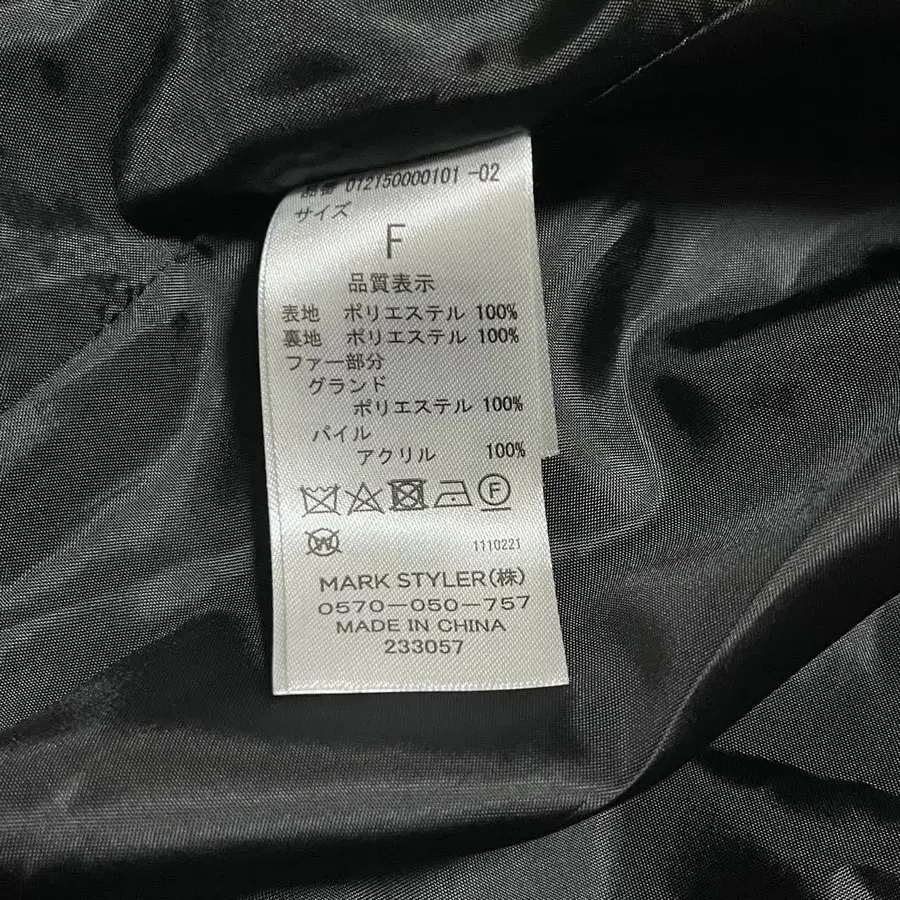 品番 012150000101 -02
サイズ
F
品質表示
表地 ポリエステル 100%
裏地 ポリエステル 100%
ファー部分
グランド
ポリエステル 100%
パイル
アクリル 100%
F
W
1110221
MARK STYLER(株)
0570-050-757
MADE IN CHINA
233057